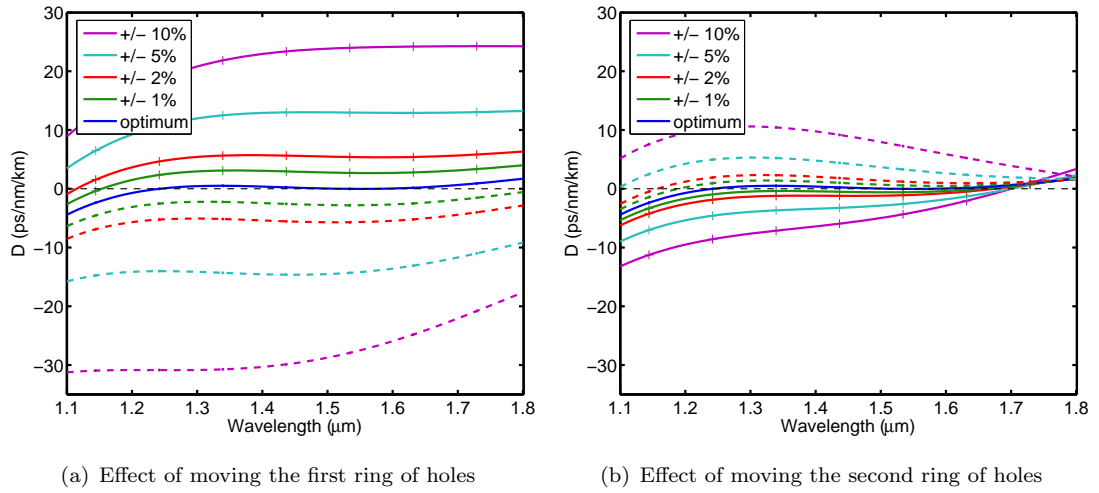 30
20
10
0
−10
−20
−30
D (ps/nm/km)
+/− 10%
+/− 5%
+/− 2%
+/− 1%
optimum
1.1 1.2 1.3 1.4 1.5 1.6 1.7 1.8
Wavelength (μm)
(a) Effect of moving the first ring of holes
30
20
10
0
−10
−20
−30
D (ps/nm/km)
+/− 10%
+/− 5%
+/− 2%
+/− 1%
optimum
1.1 1.2 1.3 1.4 1.5 1.6 1.7 1.8
Wavelength (μm)
(b) Effect of moving the second ring of holes